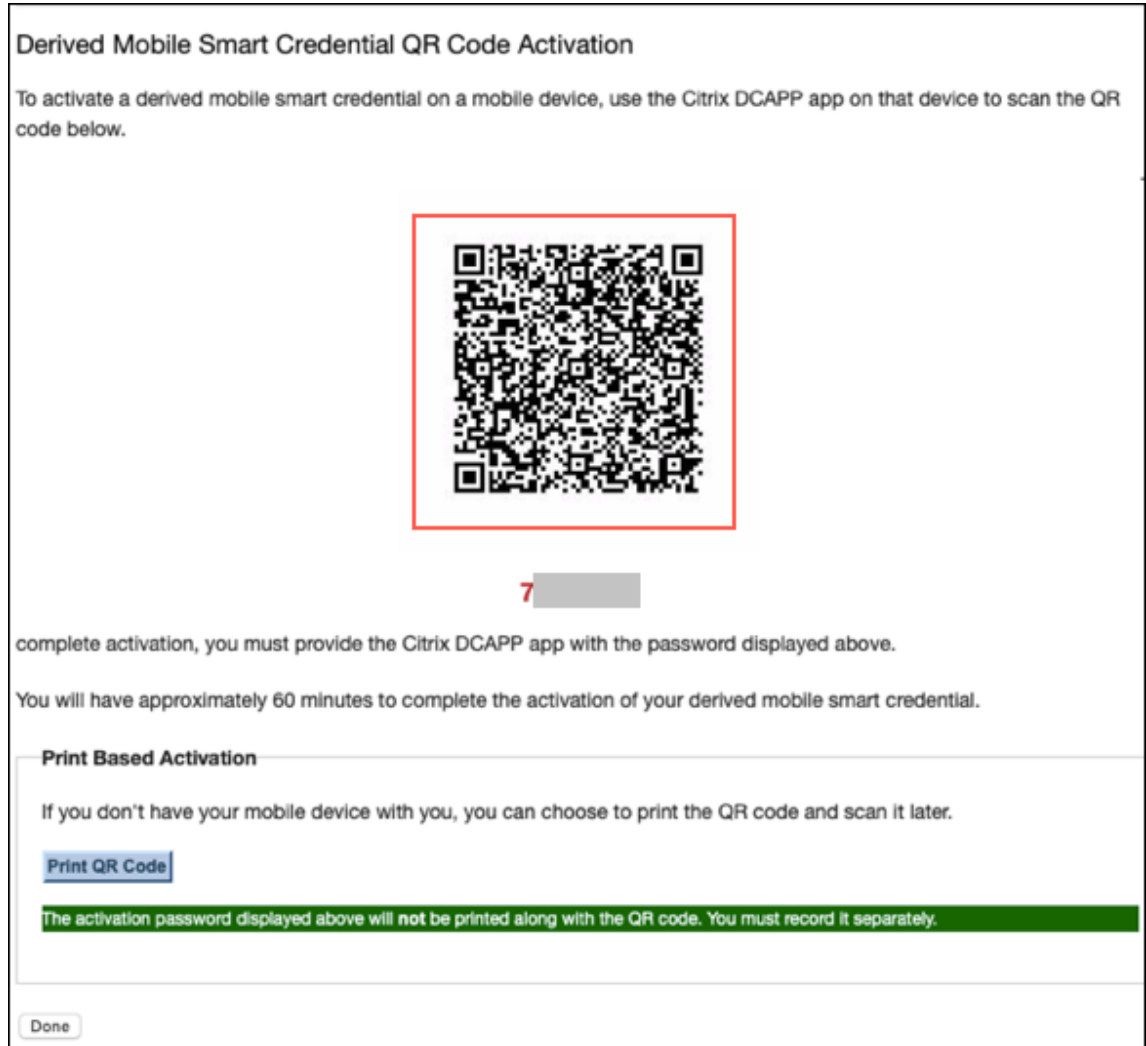 Derived Mobile Smart Credential QR Code Activation
To activate a derived mobile smart credential on a mobile device, use the Citrix DCAPP app on that device to scan the QR
code below.
7
complete activation, you must provide the Citrix DCAPP app with the password displayed above.
You will have approximately 60 minutes to complete the activation of your derived mobile smart credential.
Print Based Activation
If you don't have your mobile device with you, you can choose to print the QR code and scan it later.
Print QR Code
The activation password displayed above will not be printed along with the QR code. You must record it separately.
Done